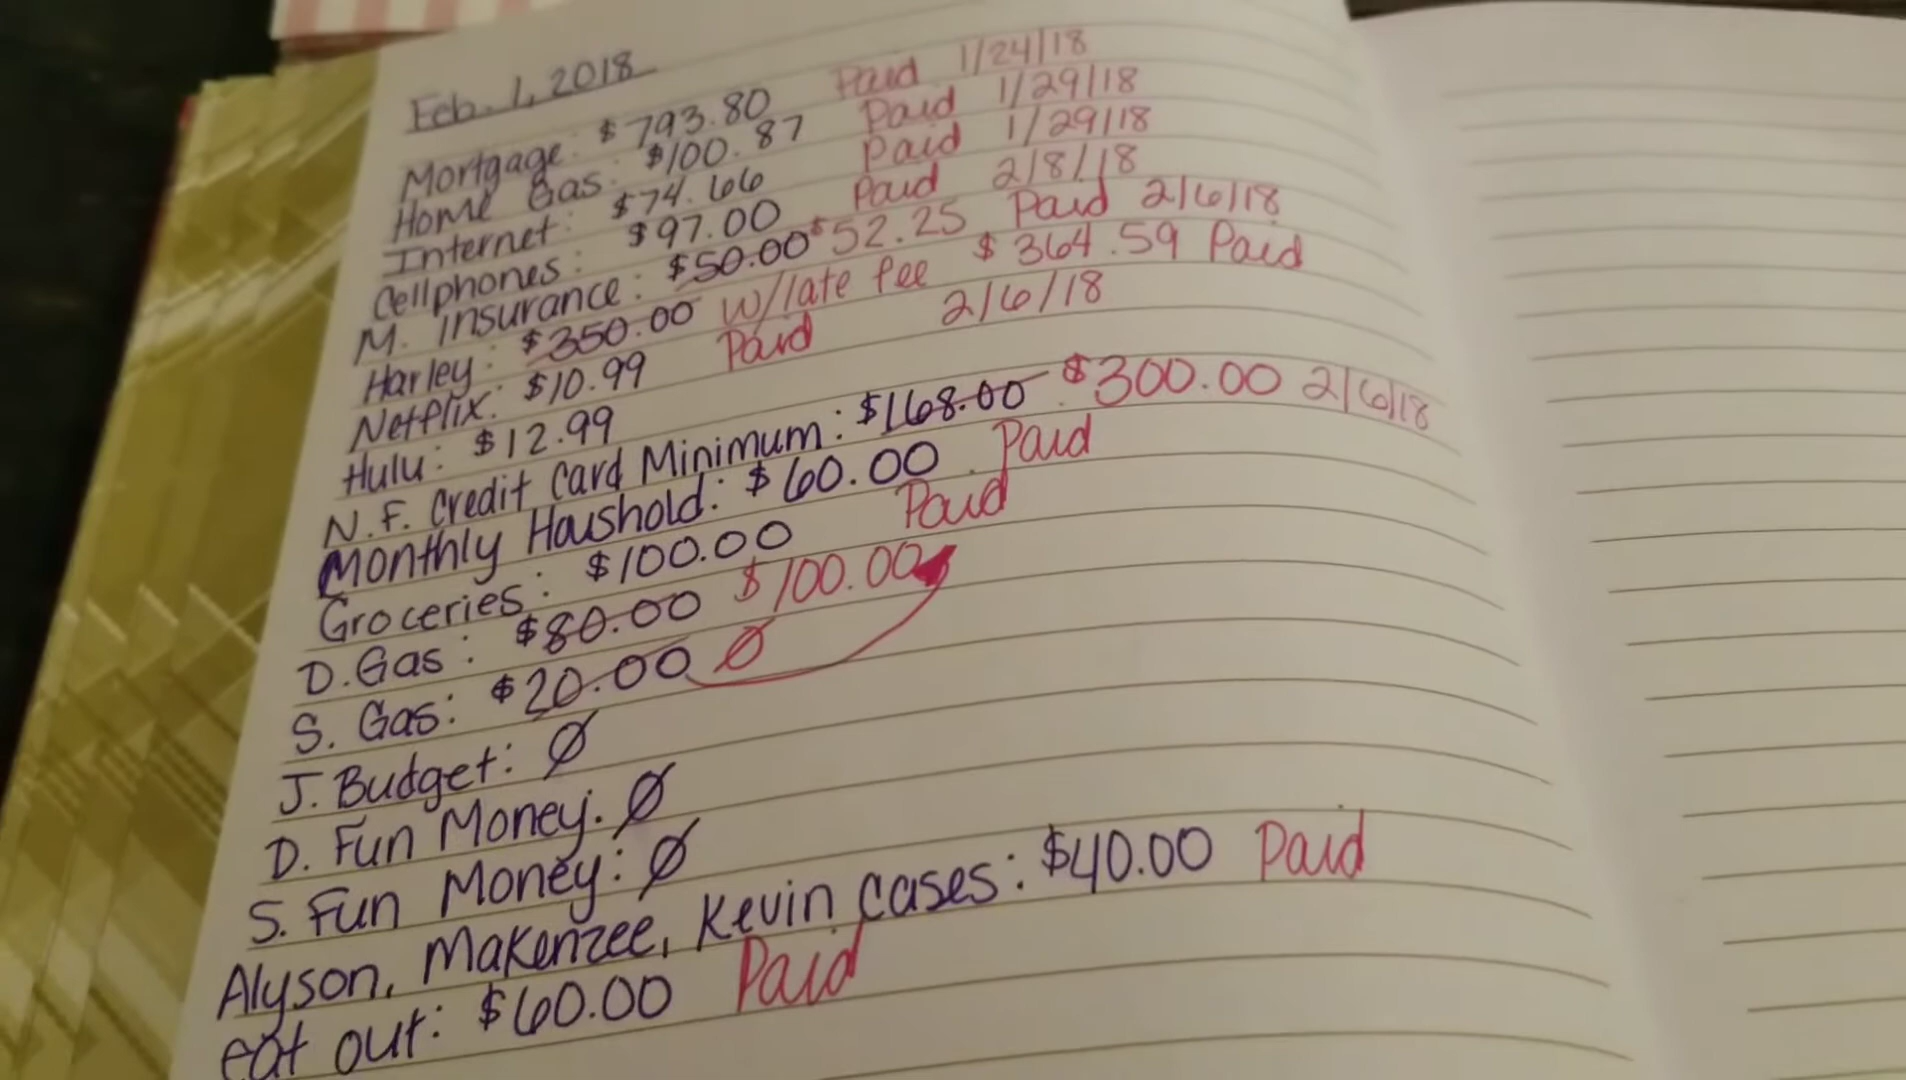 Feb. 1, 2018
Mortgage: $793.80 Paid 1/24/18
Home Gas: $100.87 Paid 1/29/18
Internet: $74.66 Paid 1/29/18
Cellphones: $97.00 Paid 2/8/18
M. Insurance: $50.00 $52.25 Paid 2/6/18
Harley: $350.00 w/late fee $364.59 Paid
Netflix: $10.99 Paid 2/6/18
Hulu: $12.99
N.F. Credit Card Minimum: $168.00 $300.00 2/6/18
Monthly Houshold: $60.00 Paid
Groceries: $100.00 Paid
D. Gas: $80.00 $100.00
S. Gas: $20.00 Ø
J. Budget: Ø
D. Fun Money: Ø
S. Fun Money: Ø
Alyson, Makenzee, Kevin cases: $40.00 Paid
eat out: $60.00 Paid